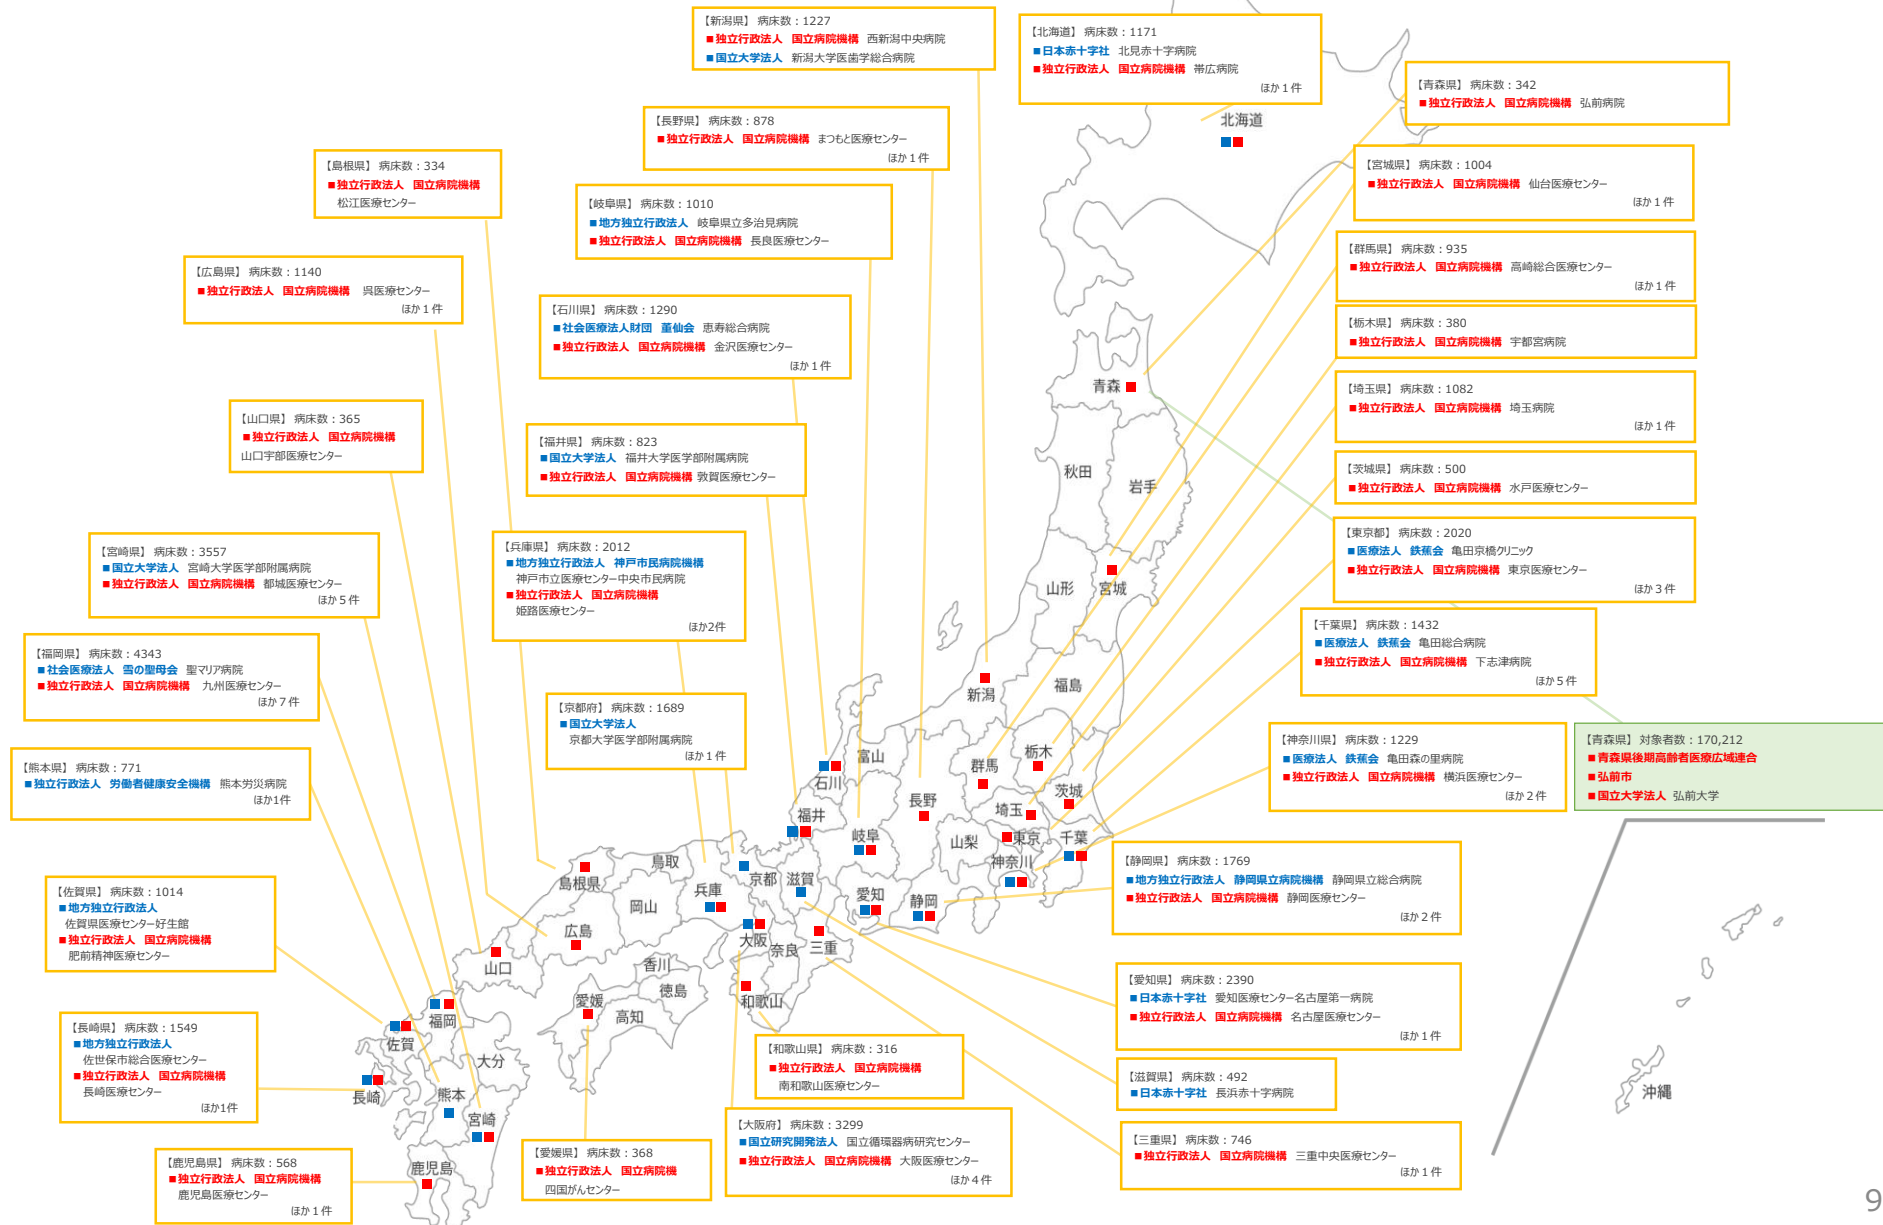 【新潟県】 病床数：1227
■独立行政法人 国立病院機構 西新潟中央病院
■国立大学法人 新潟大学医歯学総合病院
【北海道】 病床数：1171
■日本赤十字社 北見赤十字病院
■独立行政法人 国立病院機構 帯広病院
ほか１件
【青森県】 病床数：342
■独立行政法人 国立病院機構 弘前病院
【長野県】 病床数：878
■独立行政法人 国立病院機構 まつもと医療センター
ほか１件
【島根県】 病床数：334
■独立行政法人 国立病院機構
松江医療センター
【岐阜県】 病床数：1010
■地方独立行政法人 岐阜県立多治見病院
■独立行政法人 国立病院機構 長良医療センター
【宮城県】 病床数：1004
■独立行政法人 国立病院機構 仙台医療センター
ほか１件
【群馬県】 病床数：935
■独立行政法人 国立病院機構 高崎総合医療センター
ほか１件
【広島県】 病床数：1140
■独立行政法人 国立病院機構 呉医療センター
ほか１件
【石川県】 病床数：1290
■社会医療法人財団 董仙会 恵寿総合病院
■独立行政法人 国立病院機構 金沢医療センター
ほか１件
【栃木県】 病床数：380
■独立行政法人 国立病院機構 宇都宮病院
【埼玉県】 病床数：1082
■独立行政法人 国立病院機構 埼玉病院
ほか１件
【山口県】 病床数：365
■独立行政法人 国立病院機構
山口宇部医療センター
【福井県】 病床数：823
■国立大学法人 福井大学医学部附属病院
■独立行政法人 国立病院機構 敦賀医療センター
【茨城県】 病床数：500
■独立行政法人 国立病院機構 水戸医療センター
【宮崎県】 病床数：3557
■国立大学法人 宮崎大学医学部附属病院
■独立行政法人 国立病院機構 都城医療センター
ほか５件
【兵庫県】 病床数：2012
■地方独立行政法人 神戸市民病院機構
神戸市立医療センター中央市民病院
■独立行政法人 国立病院機構
姫路医療センター
ほか2件
【東京都】 病床数：2020
■医療法人 鉄蕉会 亀田京橋クリニック
■独立行政法人 国立病院機構 東京医療センター
ほか３件
【千葉県】 病床数：1432
■医療法人 鉄蕉会 亀田総合病院
■独立行政法人 国立病院機構 下志津病院
ほか５件
【福岡県】 病床数：4343
■社会医療法人 雪の聖母会 聖マリア病院
■独立行政法人 国立病院機構 九州医療センター
ほか７件
【京都府】 病床数：1689
■国立大学法人
京都大学医学部附属病院
ほか１件
【神奈川県】 病床数：1229
■医療法人 鉄蕉会 亀田森の里病院
■独立行政法人 国立病院機構 横浜医療センター
ほか２件
【青森県】 対象者数：170,212
■青森県後期高齢者医療広域連合
■弘前市
■国立大学法人 弘前大学
【熊本県】 病床数：771
■独立行政法人 労働者健康安全機構 熊本労災病院
ほか1件
【静岡県】 病床数：1769
■地方独立行政法人 静岡県立病院機構 静岡県立総合病院
■独立行政法人 国立病院機構 静岡医療センター
ほか２件
【佐賀県】 病床数：1014
■地方独立行政法人
佐賀県医療センター好生館
■独立行政法人 国立病院機構
肥前精神医療センター
【愛知県】 病床数：2390
■日本赤十字社 愛知医療センター名古屋第一病院
■独立行政法人 国立病院機構 名古屋医療センター
ほか１件
【長崎県】 病床数：1549
■地方独立行政法人
佐世保市総合医療センター
■独立行政法人 国立病院機構
長崎医療センター
ほか1件
【和歌山県】 病床数：316
■独立行政法人 国立病院機構
南和歌山医療センター
【滋賀県】 病床数：492
■日本赤十字社 長浜赤十字病院
【鹿児島県】 病床数：568
■独立行政法人 国立病院機構
鹿児島医療センター
ほか１件
【愛媛県】 病床数：368
■独立行政法人 国立病院機
四国がんセンター
【大阪府】 病床数：3299
■国立研究開発法人 国立循環器病研究センター
■独立行政法人 国立病院機構 大阪医療センター
ほか４件
【三重県】 病床数：746
■独立行政法人 国立病院機構 三重中央医療センター
ほか１件
北海道
青森
秋田
岩手
山形
宮城
新潟
福島
富山
石川
群馬
栃木
茨城
長野
埼玉
福井
岐阜
山梨
東京
千葉
神奈川
鳥取
島根県
兵庫
京都
滋賀
愛知
静岡
岡山
広島
大阪
奈良
三重
山口
香川
徳島
和歌山
愛媛
高知
福岡
佐賀
大分
長崎
熊本
宮崎
鹿児島
沖縄
9